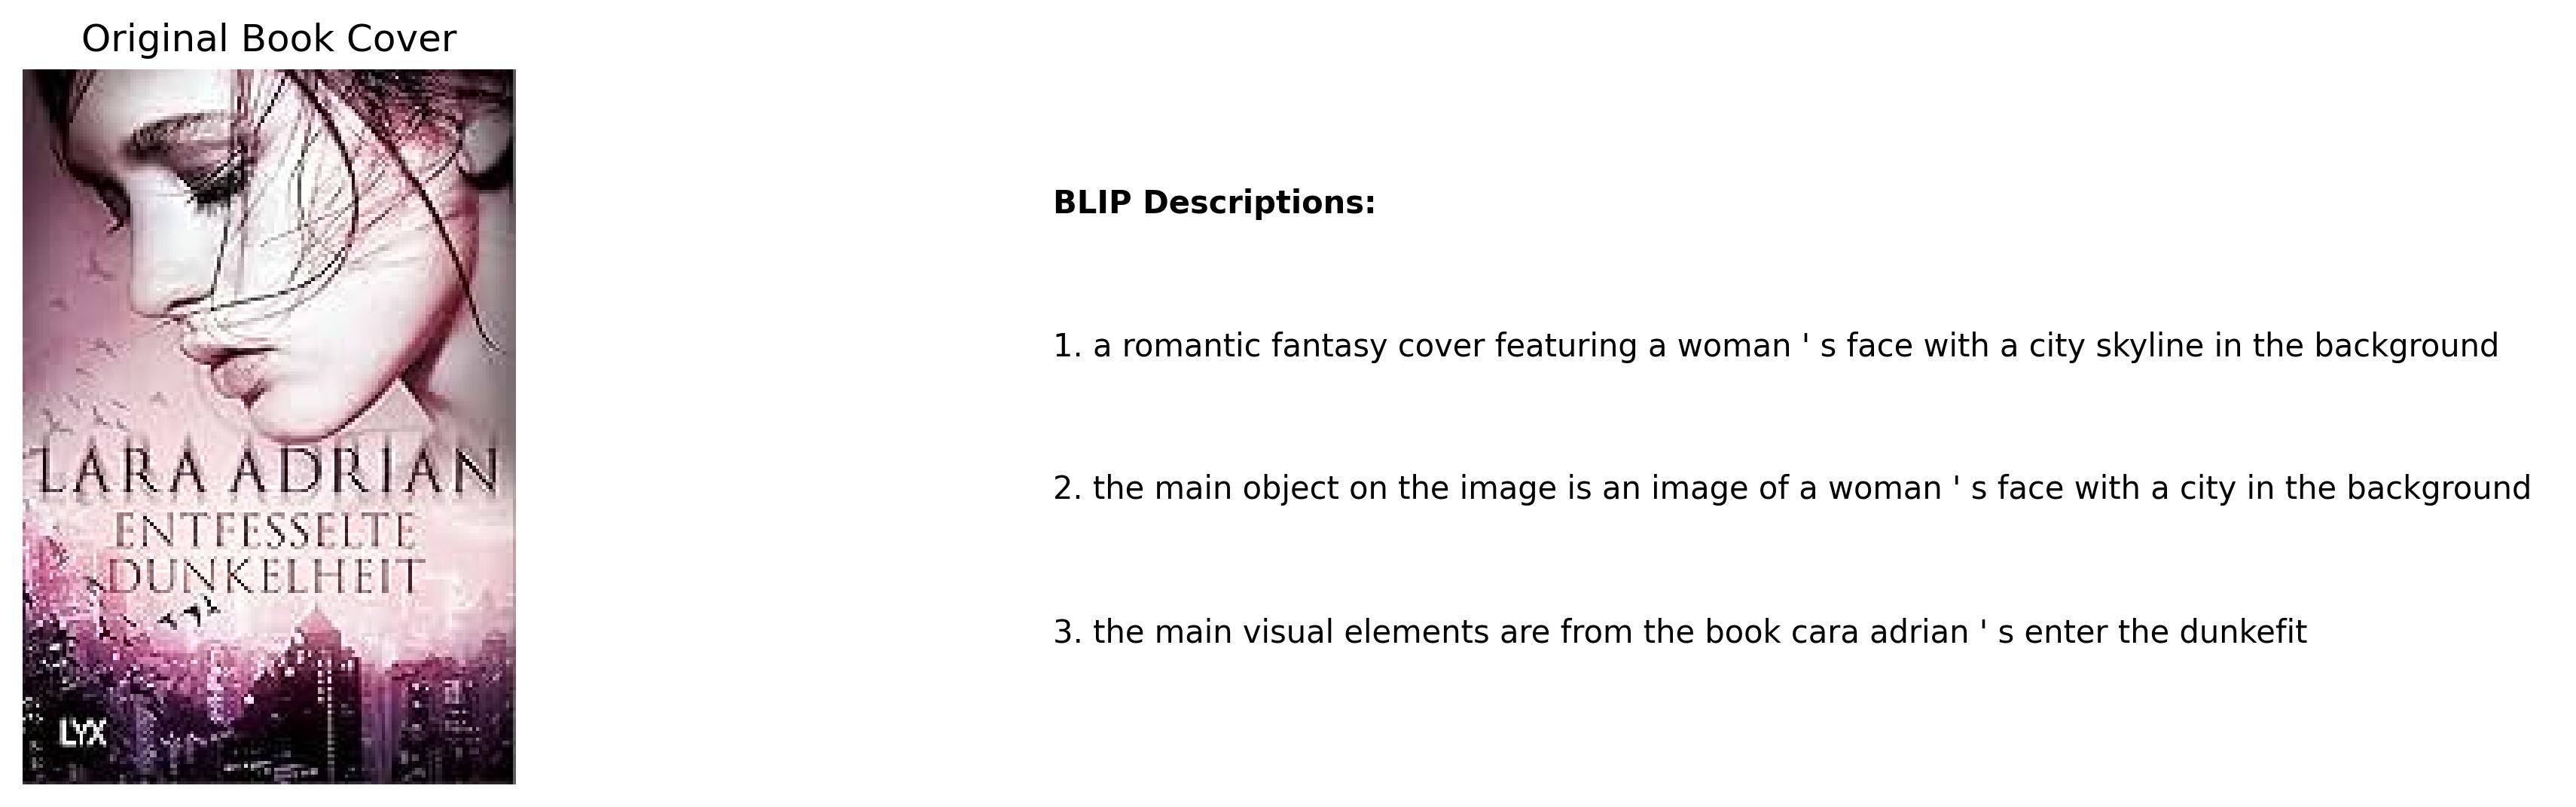 Original Book Cover
LARA ADRIAN
ENTFESSELTE
DUNKELHEIT
LYX
BLIP Descriptions:
1. a romantic fantasy cover featuring a woman ' s face with a city skyline in the background
2. the main object on the image is an image of a woman ' s face with a city in the background
3. the main visual elements are from the book cara adrian ' s enter the dunkefit